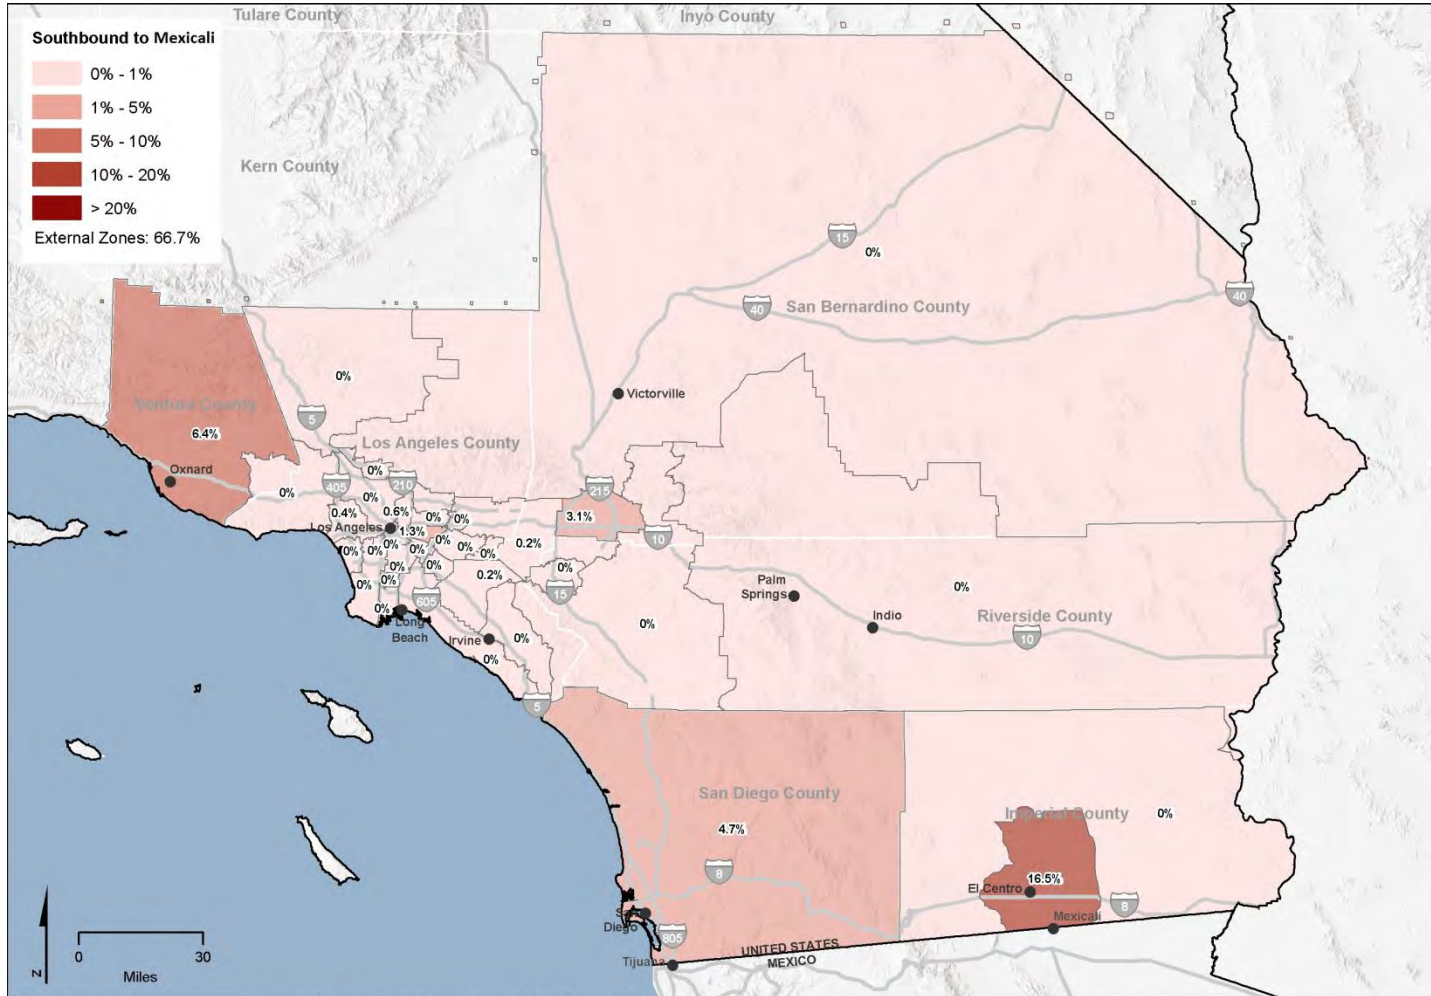 Tulare County
Inyo County
Southbound to Mexicali
0% - 1%
1% - 5%
5% - 10%
10% - 20%
> 20%
External Zones: 66.7%
Kern County
15
0%
40
San Bernardino County
40
0%
Victorville
Ventura County
5
6.4%
Los Angeles County
Oxnard
0%
405
0%
210
215
0%
0.4%
0.6%
0%
0%
3.1%
Los Angeles
1.3%
10
0%
0%
0%
0%
0%
0%
0%
0.2%
0%
0%
0.2%
0%
0%
0%
605
15
Palm
Springs
0%
0%
Long
Beach
Indio
Riverside County
10
Irvine
0%
0%
0%
5
San Diego County
4.7%
Imperial County
0%
8
El Centro
16.5%
8
San
Diego
Mexicali
805
UNITED STATES
MEXICO
Tijuana
N
0
30
Miles